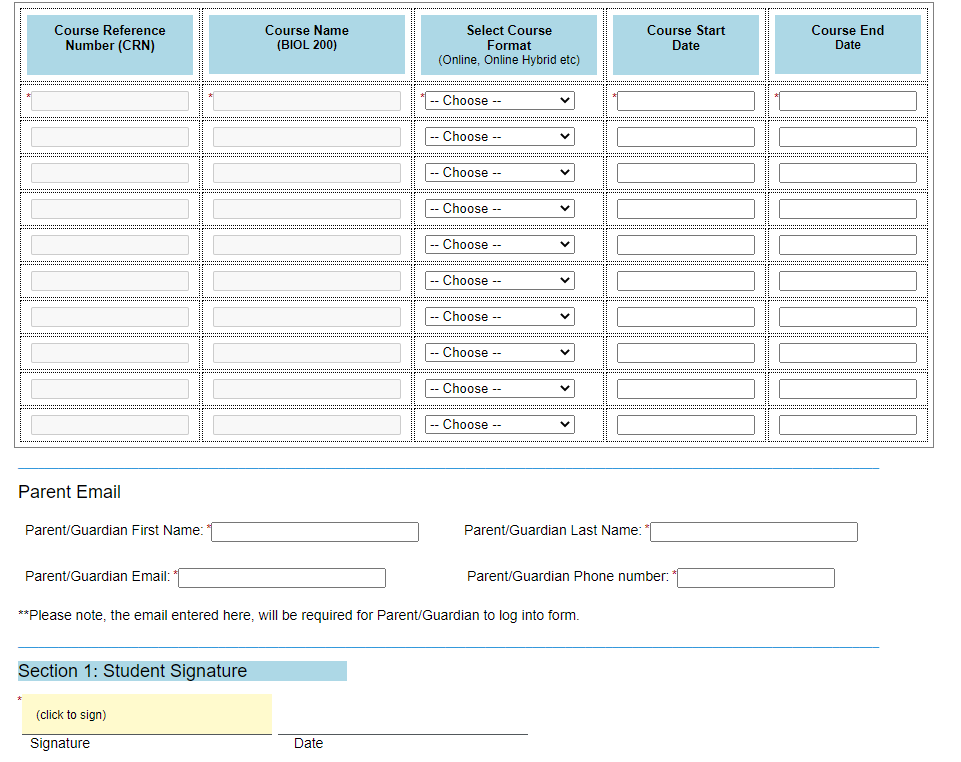 Course Reference Number (CRN)
Course Name (BIOL 200)
Select Course Format (Online, Online Hybrid etc)
Course Start Date
Course End Date
* * * -- Choose -- * *
-- Choose --
-- Choose --
-- Choose --
-- Choose --
-- Choose --
-- Choose --
-- Choose --
-- Choose --
-- Choose --
Parent Email
Parent/Guardian First Name: * Parent/Guardian Last Name: *
Parent/Guardian Email: * Parent/Guardian Phone number: *
**Please note, the email entered here, will be required for Parent/Guardian to log into form.
Section 1: Student Signature
* (click to sign)
Signature Date